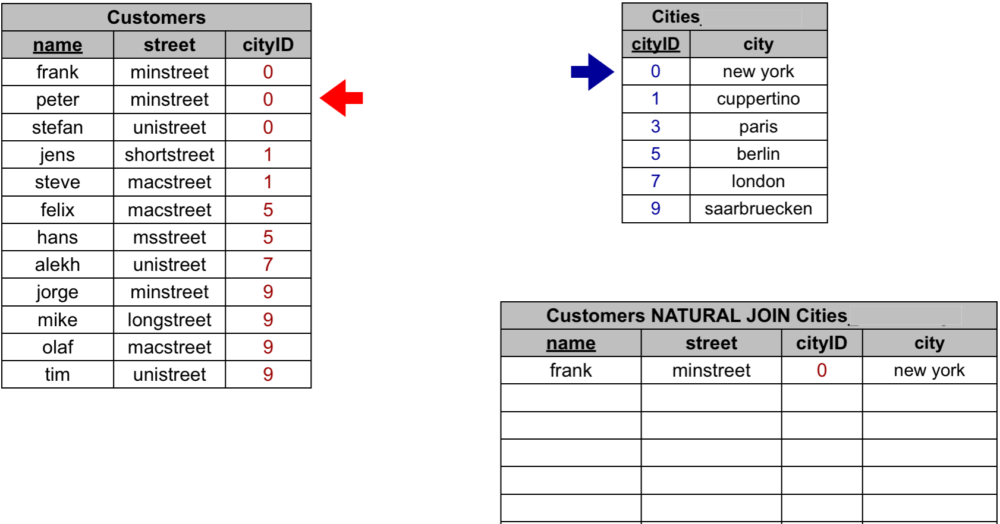 Customers
name street cityID
frank minstreet 0
peter minstreet 0
stefan unistreet 0
jens shortstreet 1
steve macstreet 1
felix macstreet 5
hans msstreet 5
alekh unistreet 7
jorge minstreet 9
mike longstreet 9
olaf macstreet 9
tim unistreet 9
Cities_
cityID city
0 new york
1 cuppertino
3 paris
5 berlin
7 london
9 saarbruecken
Customers NATURAL JOIN Cities_
name street cityID city
frank minstreet 0 new york